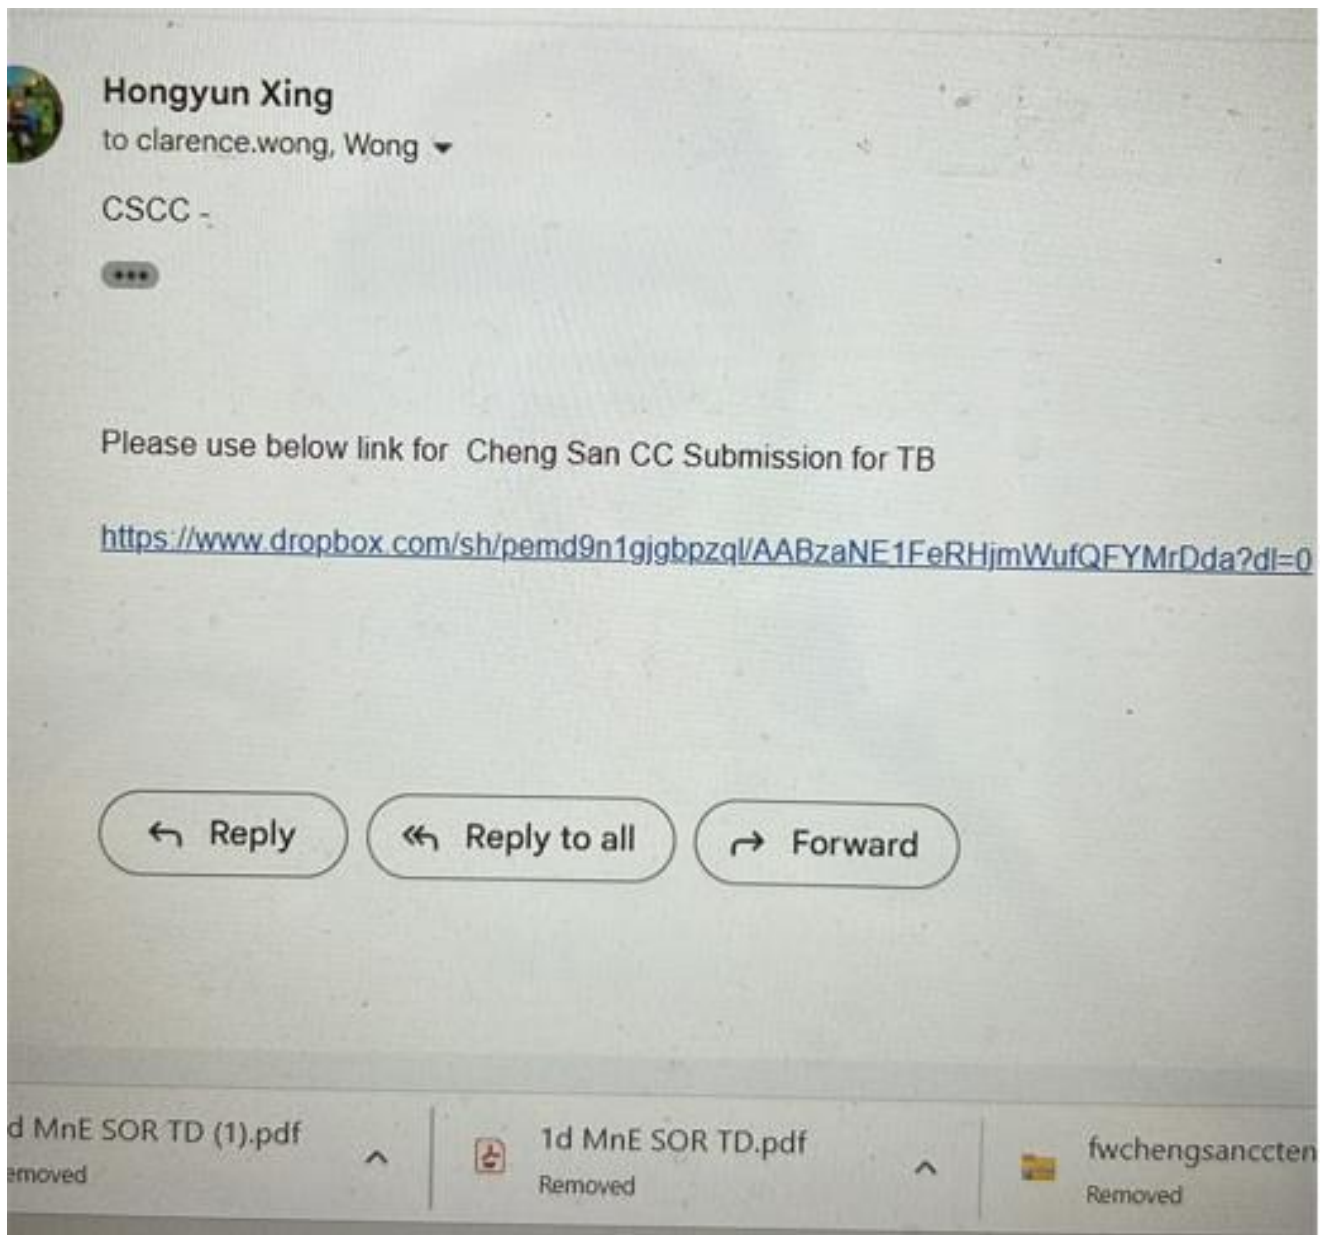 Hongyun Xing
to clarence.wong, Wong
CSCC -
Please use below link for Cheng San CC Submission for TB
https://www.dropbox.com/sh/pemd9n1gjgbpzql/AABzaNE1FeRHjmWufQFYMrDda?dl=0
Reply Reply to all Forward
d MnE SOR TD (1).pdf 1d MnE SOR TD.pdf fwchengsanccten
emoved Removed Removed